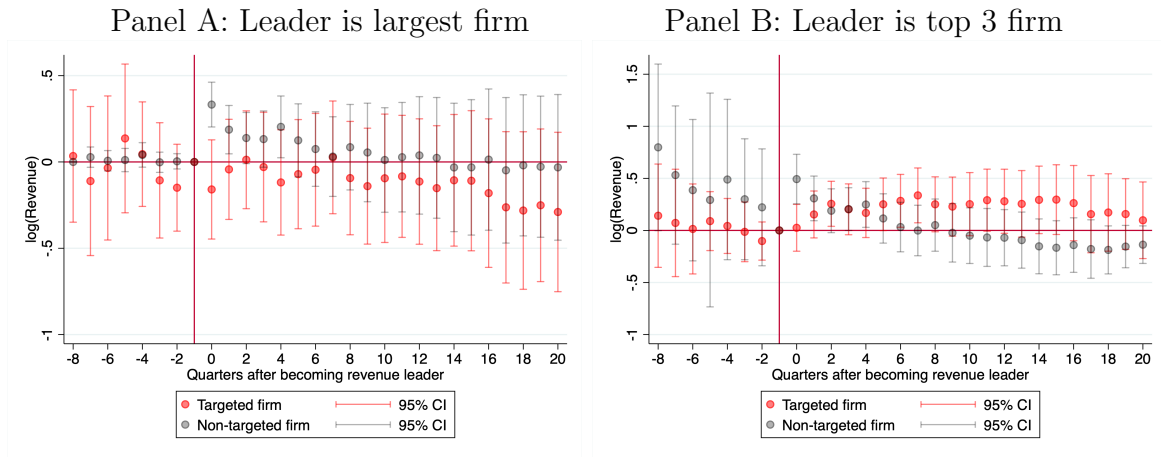 Panel A: Leader is largest firm
.5
0
-.5
-1
log(Revenue)
-8 -6 -4 -2 0 2 4 6 8 10 12 14 16 18 20
Quarters after becoming revenue leader
Targeted firm 95% CI
Non-targeted firm 95% CI
Panel B: Leader is top 3 firm
1.5
1
.5
0
-.5
-1
log(Revenue)
-8 -6 -4 -2 0 2 4 6 8 10 12 14 16 18 20
Quarters after becoming revenue leader
Targeted firm 95% CI
Non-targeted firm 95% CI